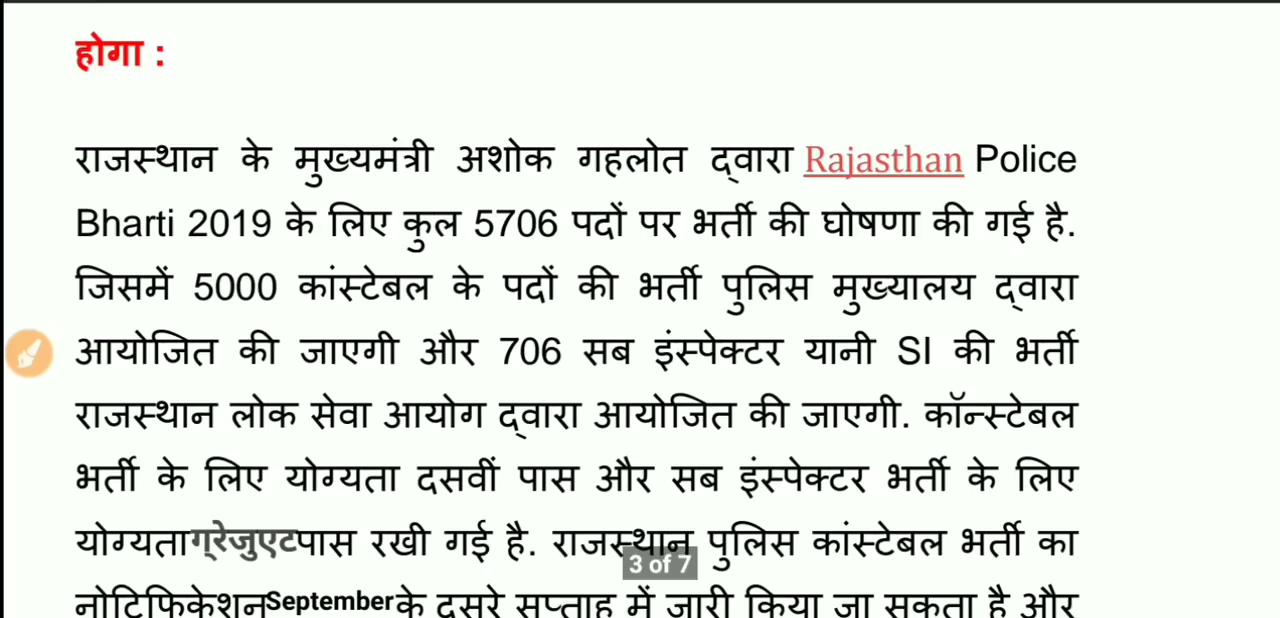 होगा :
राजस्थान के मुख्यमंत्री अशोक गहलोत द्वारा Rajasthan Police
Bharti 2019 के लिए कुल 5706 पदों पर भर्ती की घोषणा की गई है.
जिसमें 5000 कांस्टेबल के पदों की भर्ती पुलिस मुख्यालय द्वारा
आयोजित की जाएगी और 706 सब इंस्पेक्टर यानी SI की भर्ती
राजस्थान लोक सेवा आयोग द्वारा आयोजित की जाएगी. कॉन्स्टेबल
भर्ती के लिए योग्यता दसवीं पास और सब इंस्पेक्टर भर्ती के लिए
योग्यताग्रेजुएटपास रखी गई है. राजस्थान पुलिस कांस्टेबल भर्ती का
3 of 7
नोटिफिकेशनSeptemberके दूसरे सप्ताह में जारी किया जा सकता है और